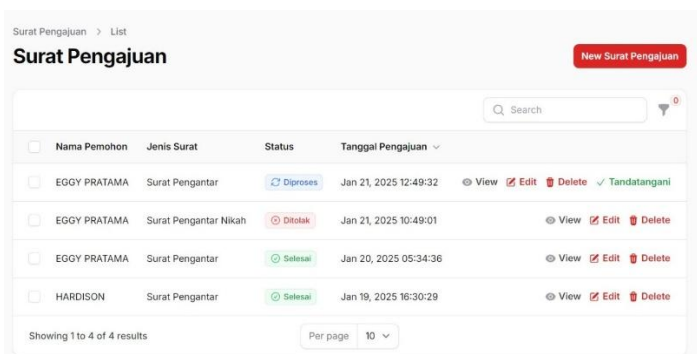 Surat Pengajuan > List
Surat Pengajuan
New Surat Pengajuan
Search
0
Nama Pemohon Jenis Surat Status Tanggal Pengajuan
EGGY PRATAMA Surat Pengantar Diproses Jan 21, 2025 12:49:32 View Edit Delete Tandatangani
EGGY PRATAMA Surat Pengantar Nikah Ditolak Jan 21, 2025 10:49:01 View Edit Delete
EGGY PRATAMA Surat Pengantar Selesai Jan 20, 2025 05:34:36 View Edit Delete
HARDISON Surat Pengantar Selesai Jan 19, 2025 16:30:29 View Edit Delete
Showing 1 to 4 of 4 results Per page 10